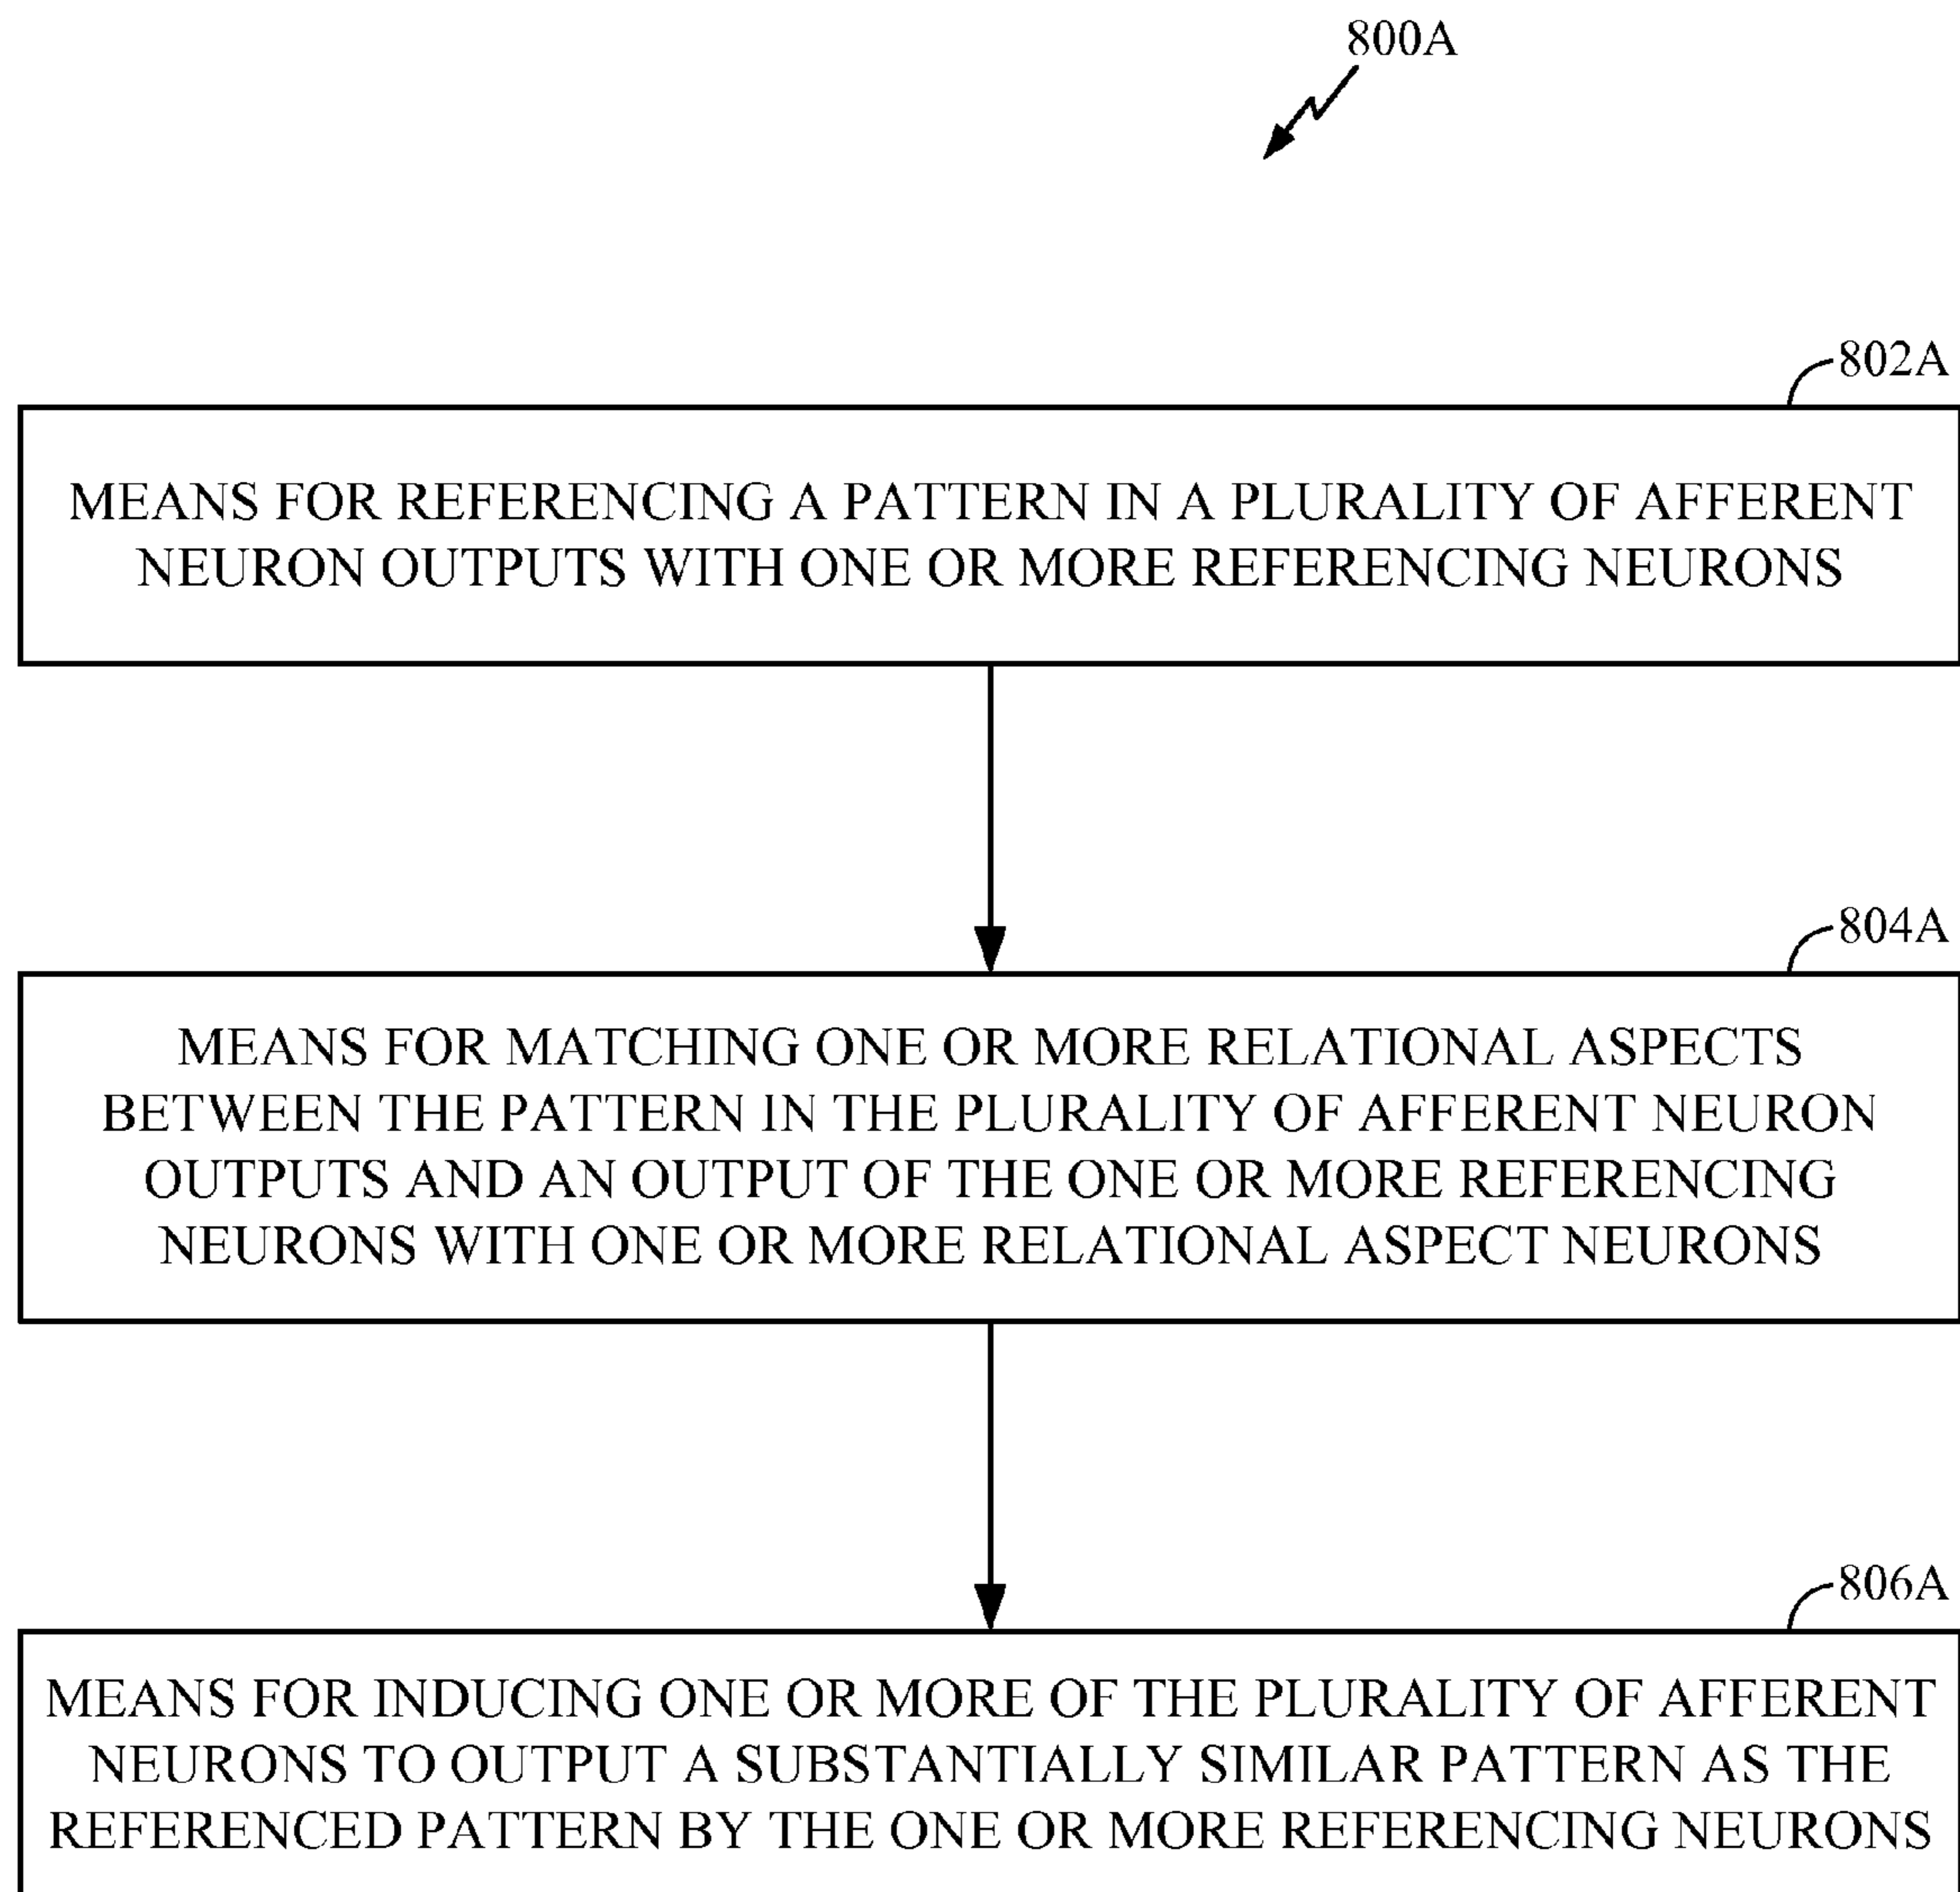 800A
802A
MEANS FOR REFERENCING A PATTERN IN A PLURALITY OF AFFERENT
NEURON OUTPUTS WITH ONE OR MORE REFERENCING NEURONS
804A
MEANS FOR MATCHING ONE OR MORE RELATIONAL ASPECTS
BETWEEN THE PATTERN IN THE PLURALITY OF AFFERENT NEURON
OUTPUTS AND AN OUTPUT OF THE ONE OR MORE REFERENCING
NEURONS WITH ONE OR MORE RELATIONAL ASPECT NEURONS
806A
MEANS FOR INDUCING ONE OR MORE OF THE PLURALITY OF AFFERENT
NEURONS TO OUTPUT A SUBSTANTIALLY SIMILAR PATTERN AS THE
REFERENCED PATTERN BY THE ONE OR MORE REFERENCING NEURONS